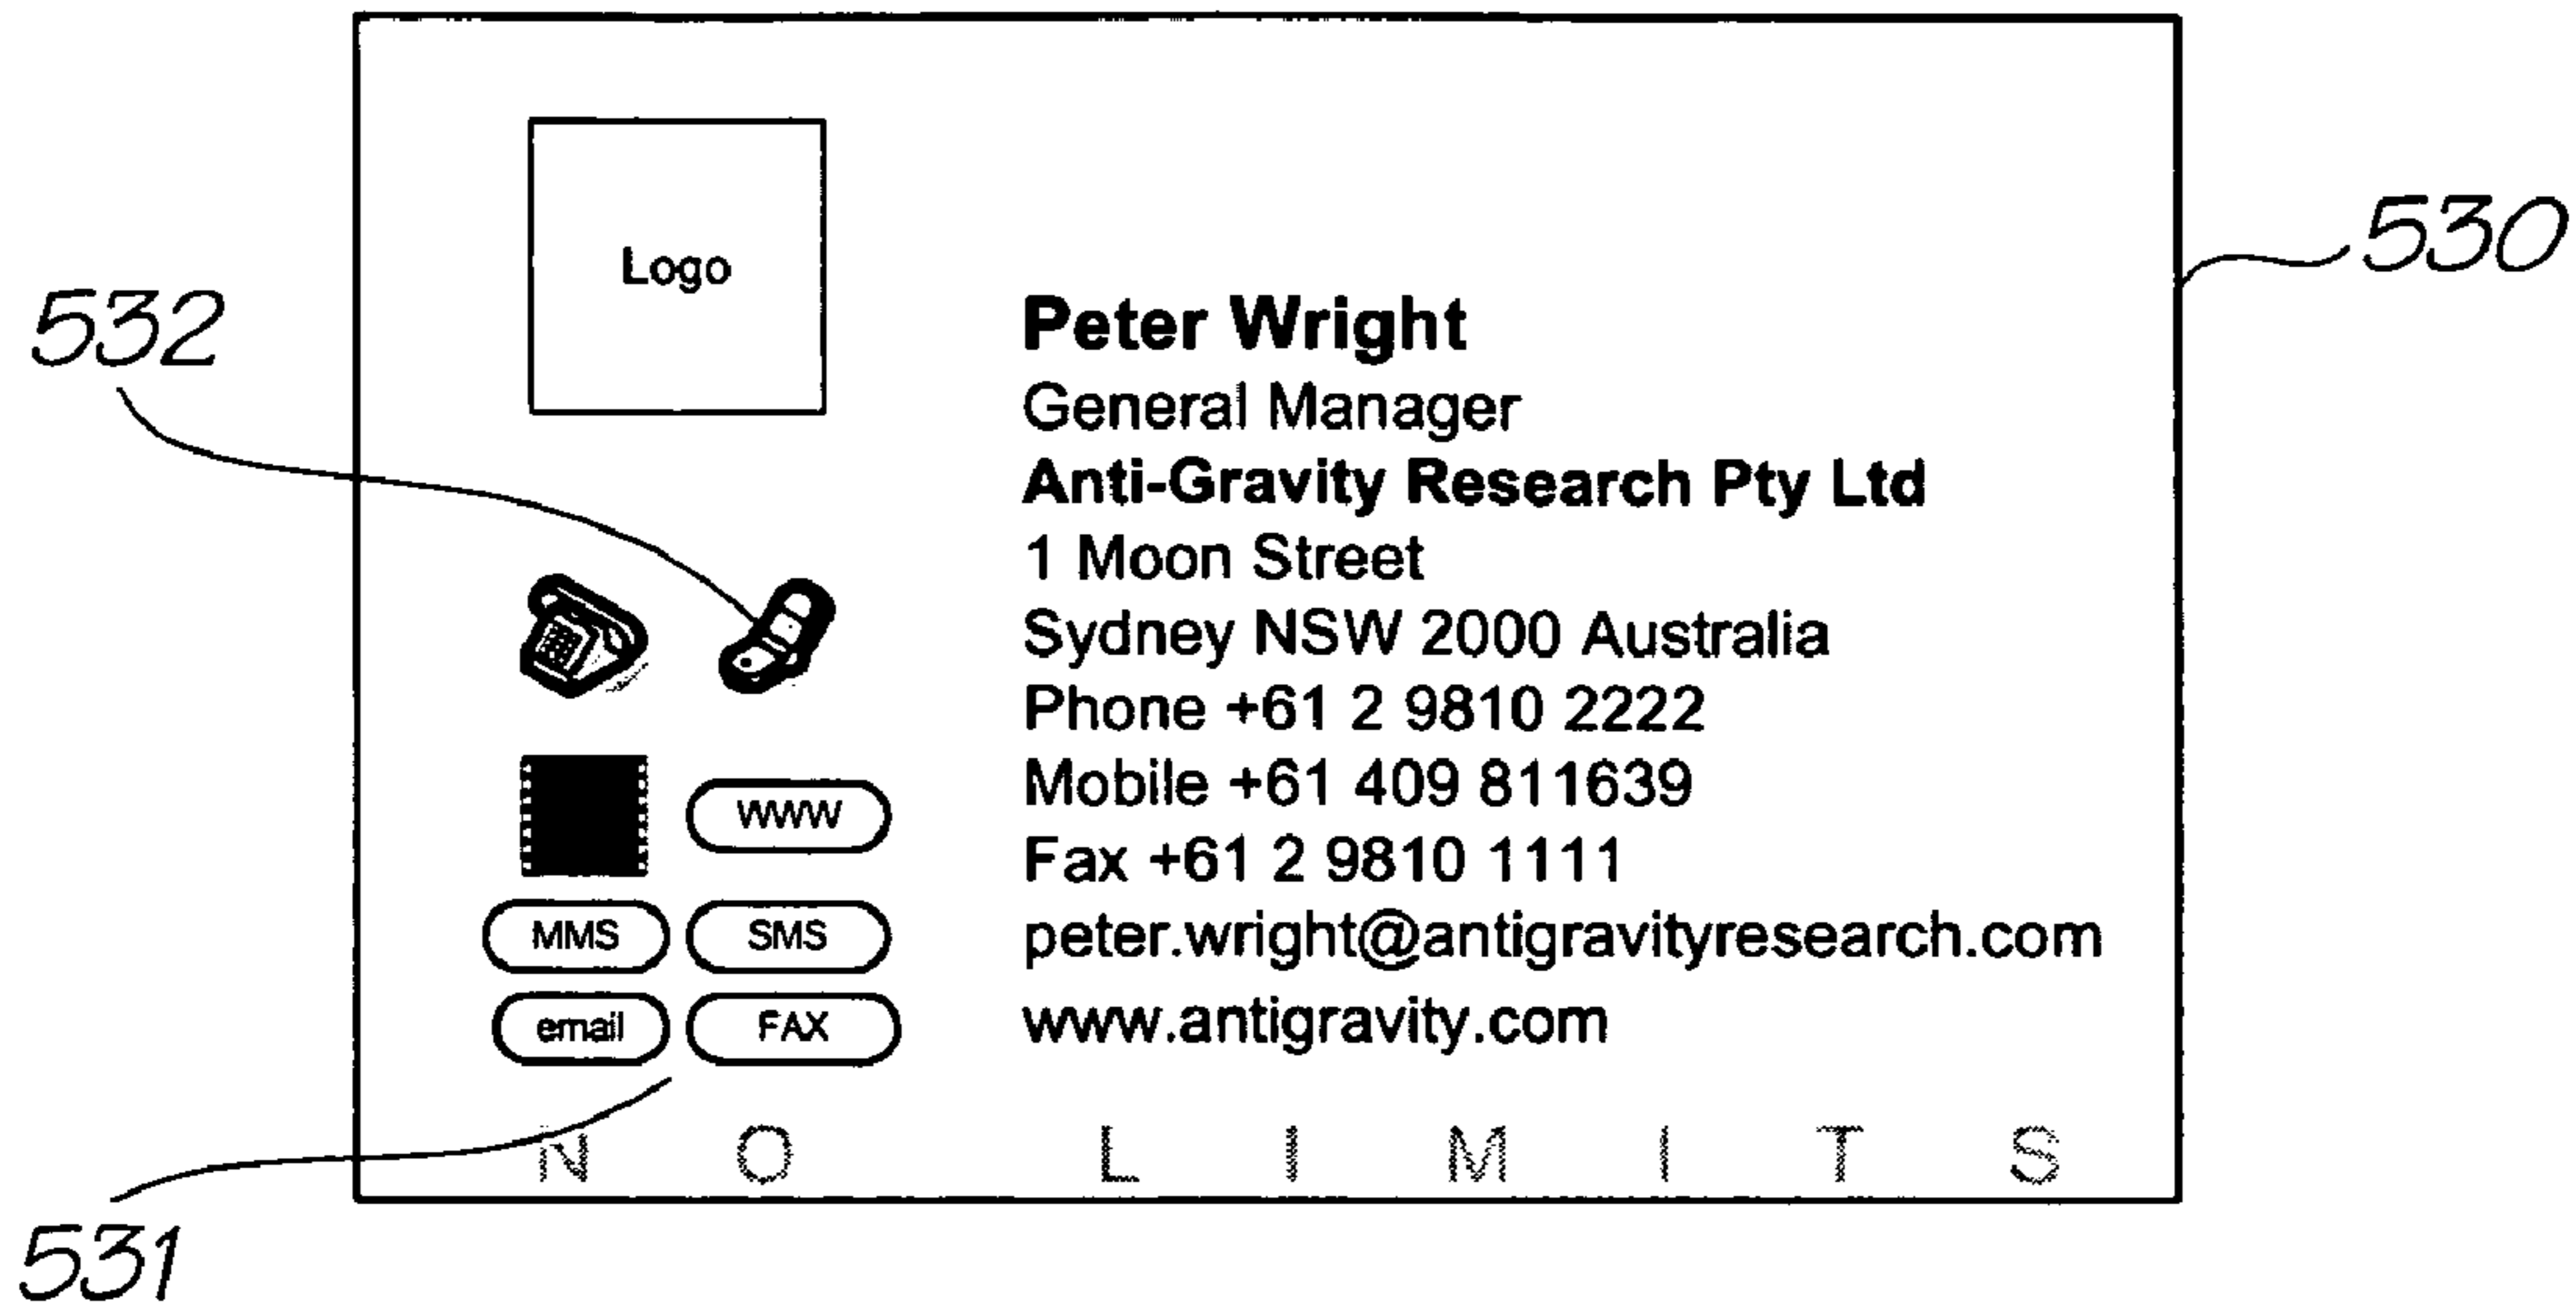 530
Logo
532
Peter Wright
General Manager
Anti-Gravity Research Pty Ltd
1 Moon Street
Sydney NSW 2000 Australia
Phone +61 2 9810 2222
Mobile +61 409 811639
Fax +61 2 9810 1111
peter.wright@antigravityresearch.com
www.antigravity.com
WWW
MMS SMS
email FAX
NO LIMITS
531